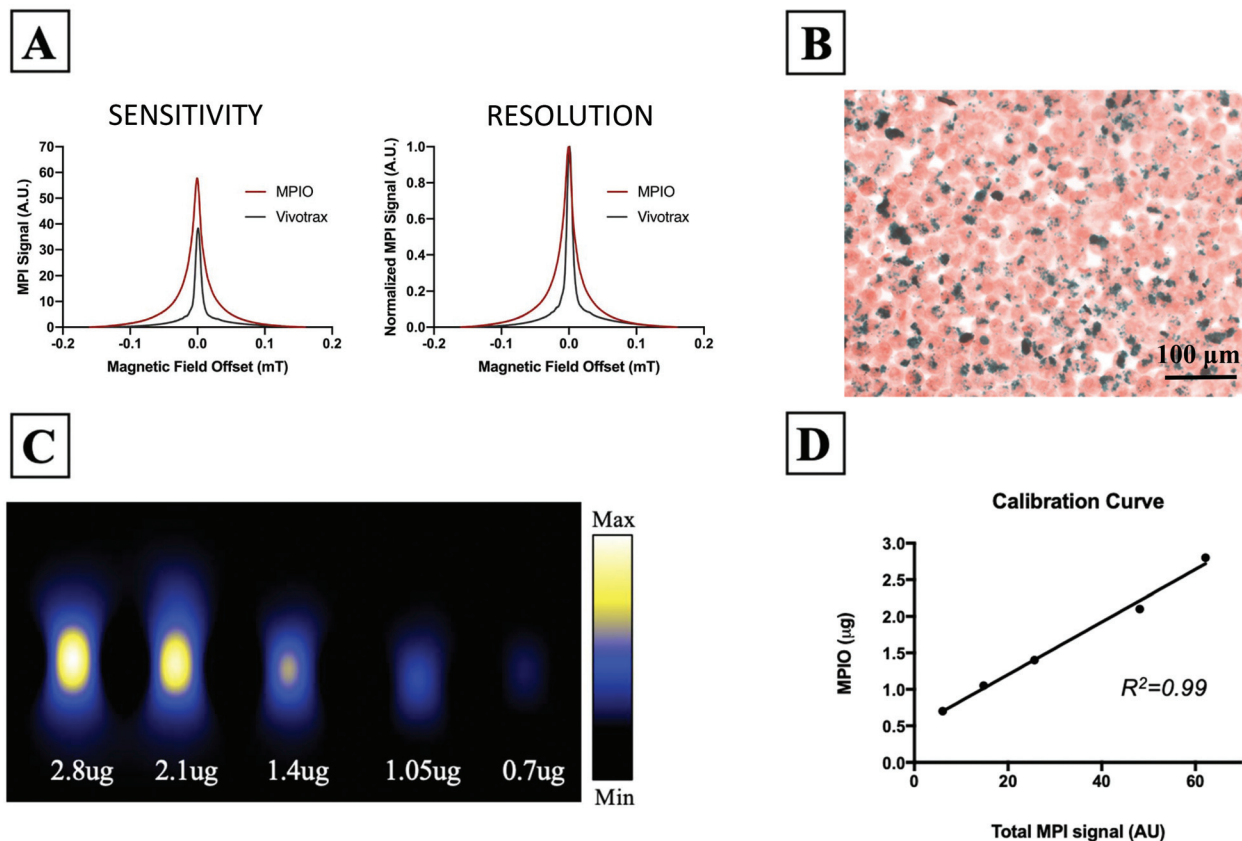 A
SENSITIVITY
MPI Signal (A.U.)
70
60
50
40
30
20
10
0
-0.2
-0.1
0.0
0.1
0.2
Magnetic Field Offset (mT)
MPIO
Vivotrax
RESOLUTION
Normalized MPI Signal (A.U.)
1.0
0.8
0.6
0.4
0.2
0.0
-0.2
-0.1
0.0
0.1
0.2
Magnetic Field Offset (mT)
MPIO
Vivotrax
B
100 µm
C
2.8ug
2.1ug
1.4ug
1.05ug
0.7ug
Max
Min
D
Calibration Curve
MPIO (µg)
3.0
2.5
2.0
1.5
1.0
0.5
0.0
R²=0.99
0
20
40
60
Total MPI signal (AU)